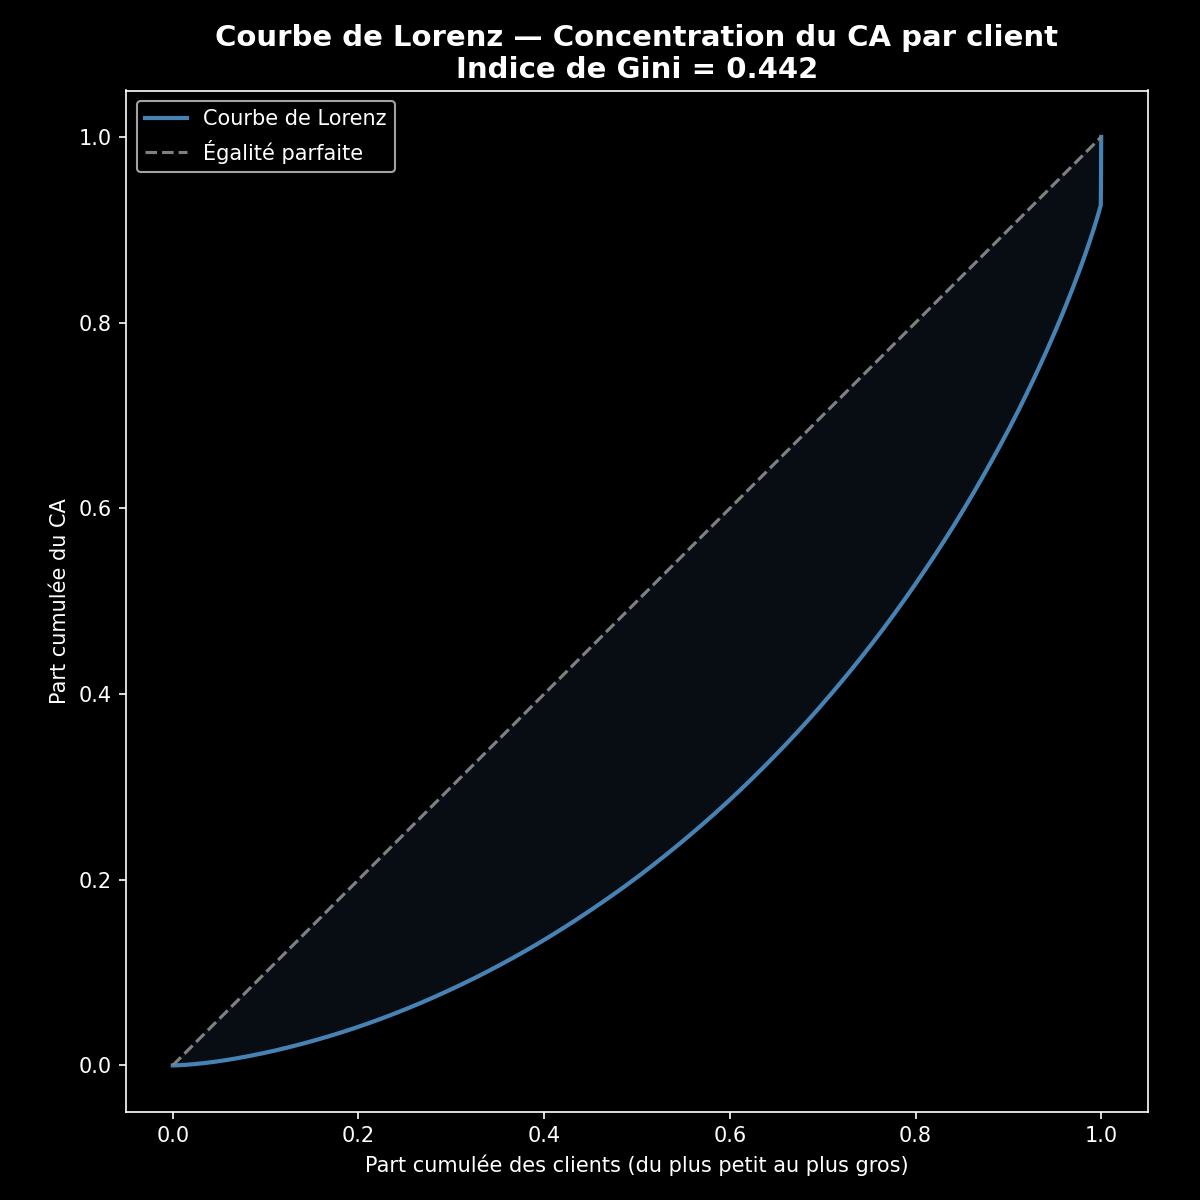 Courbe de Lorenz — Concentration du CA par client
Indice de Gini = 0.442
Courbe de Lorenz
Égalité parfaite
1.0
0.8
0.6
0.4
0.2
0.0
Part cumulée du CA
0.0 0.2 0.4 0.6 0.8 1.0
Part cumulée des clients (du plus petit au plus gros)